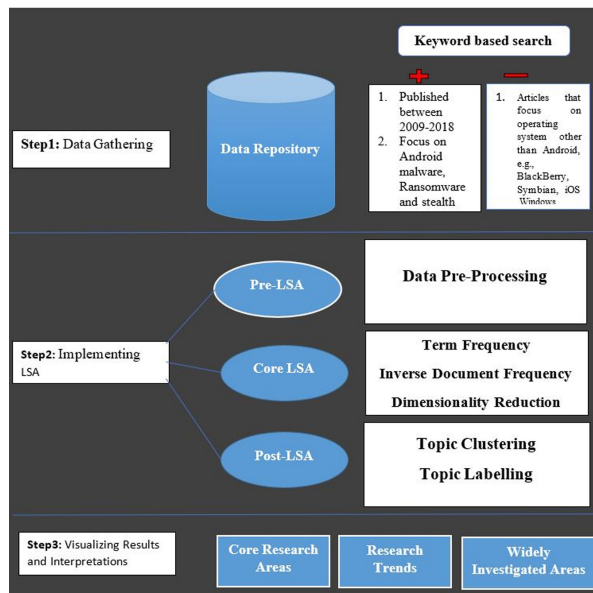 Keyword based search
Step1: Data Gathering
Data Repository
1. Published
between
2009-2018
2. Focus on
Android
malware,
Ransomware
and stealth
1. Articles that
focus on
operating
system other
than Android,
e.g.,
BlackBerry,
Symbian, iOS
Windows
Step2: Implementing
LSA
Pre-LSA
Data Pre-Processing
Core LSA
Term Frequency
Inverse Document Frequency
Dimensionality Reduction
Post-LSA
Topic Clustering
Topic Labelling
Step3: Visualizing Results
and Interpretations
Core Research
Areas
Research
Trends
Widely
Investigated Areas